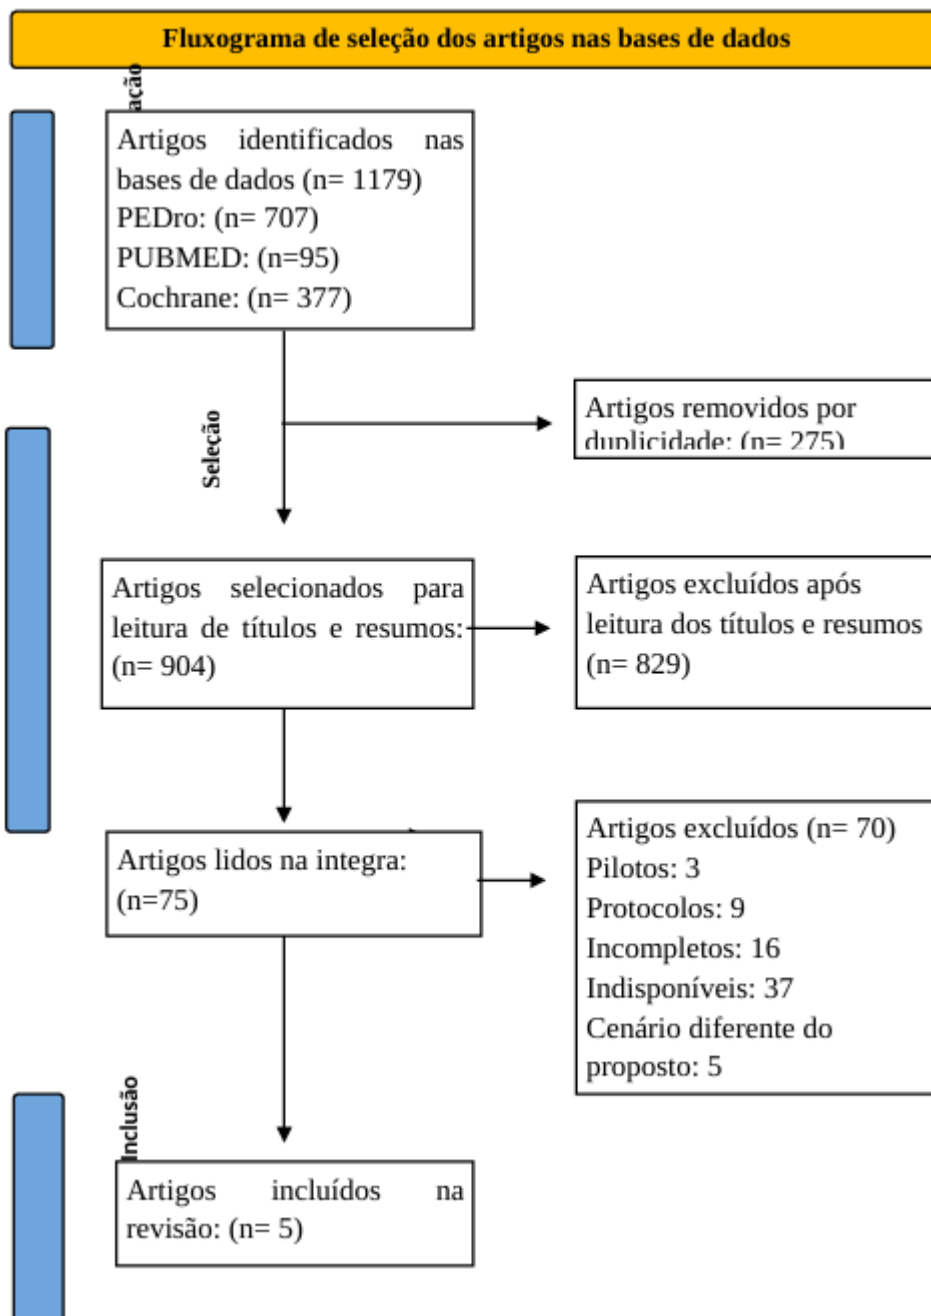 Fluxograma de seleção dos artigos nas bases de dados
ação
Artigos identificados nas
bases de dados (n= 1179)
PEDro: (n= 707)
PUBMED: (n=95)
Cochrane: (n= 377)
Artigos removidos por
duplicidade: (n= 275)
Seleção
Artigos selecionados para
leitura de títulos e resumos:
(n= 904)
Artigos excluídos após
leitura dos títulos e resumos
(n= 829)
Artigos lidos na integra:
(n=75)
Artigos excluídos (n= 70)
Pilotos: 3
Protocolos: 9
Incompletos: 16
Indisponíveis: 37
Cenário diferente do
proposto: 5
Inclusão
Artigos incluídos na
revisão: (n= 5)